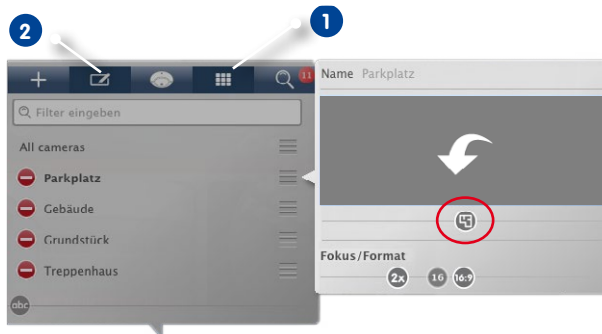 2
1
11
Filter eingeben
All cameras
Parkplatz
Gebäude
Grundstück
Treppenhaus
abc
Name Parkplatz
Fokus/Format
2x 16 16:9